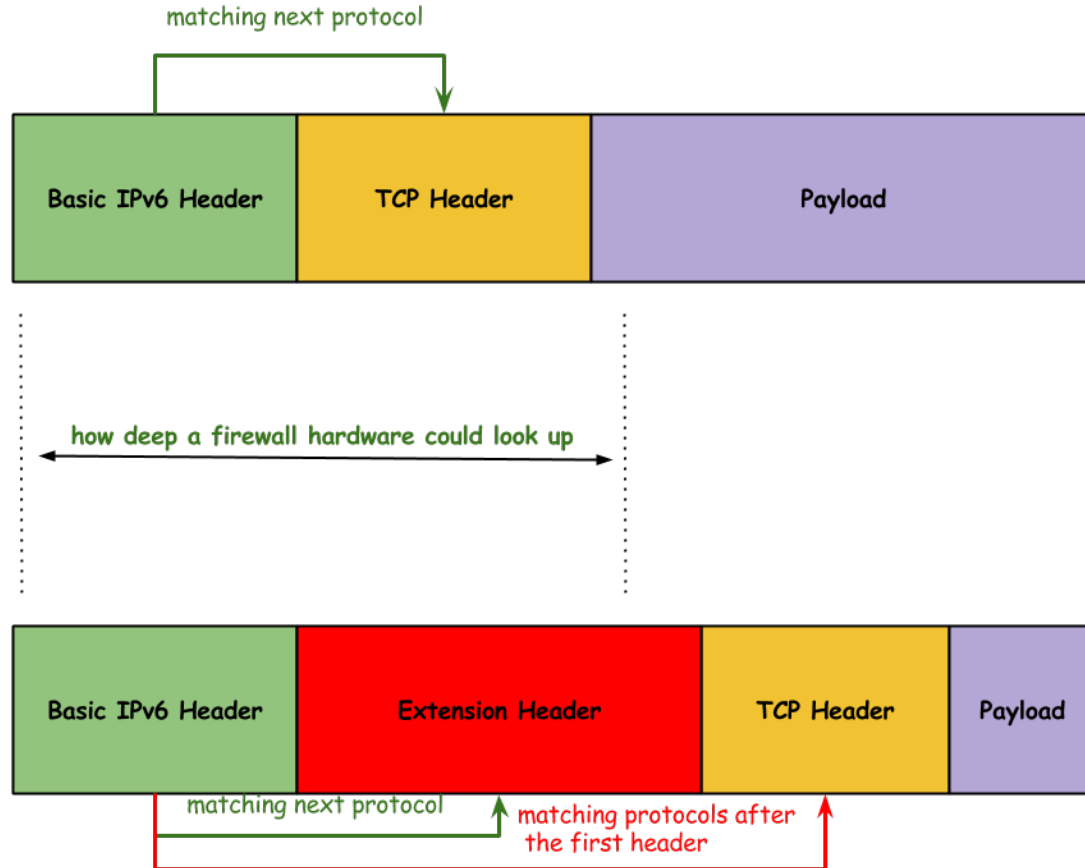 matching next protocol
Basic IPv6 Header
TCP Header
Payload
how deep a firewall hardware could look up
Basic IPv6 Header
Extension Header
TCP Header
Payload
matching next protocol
matching protocols after
the first header